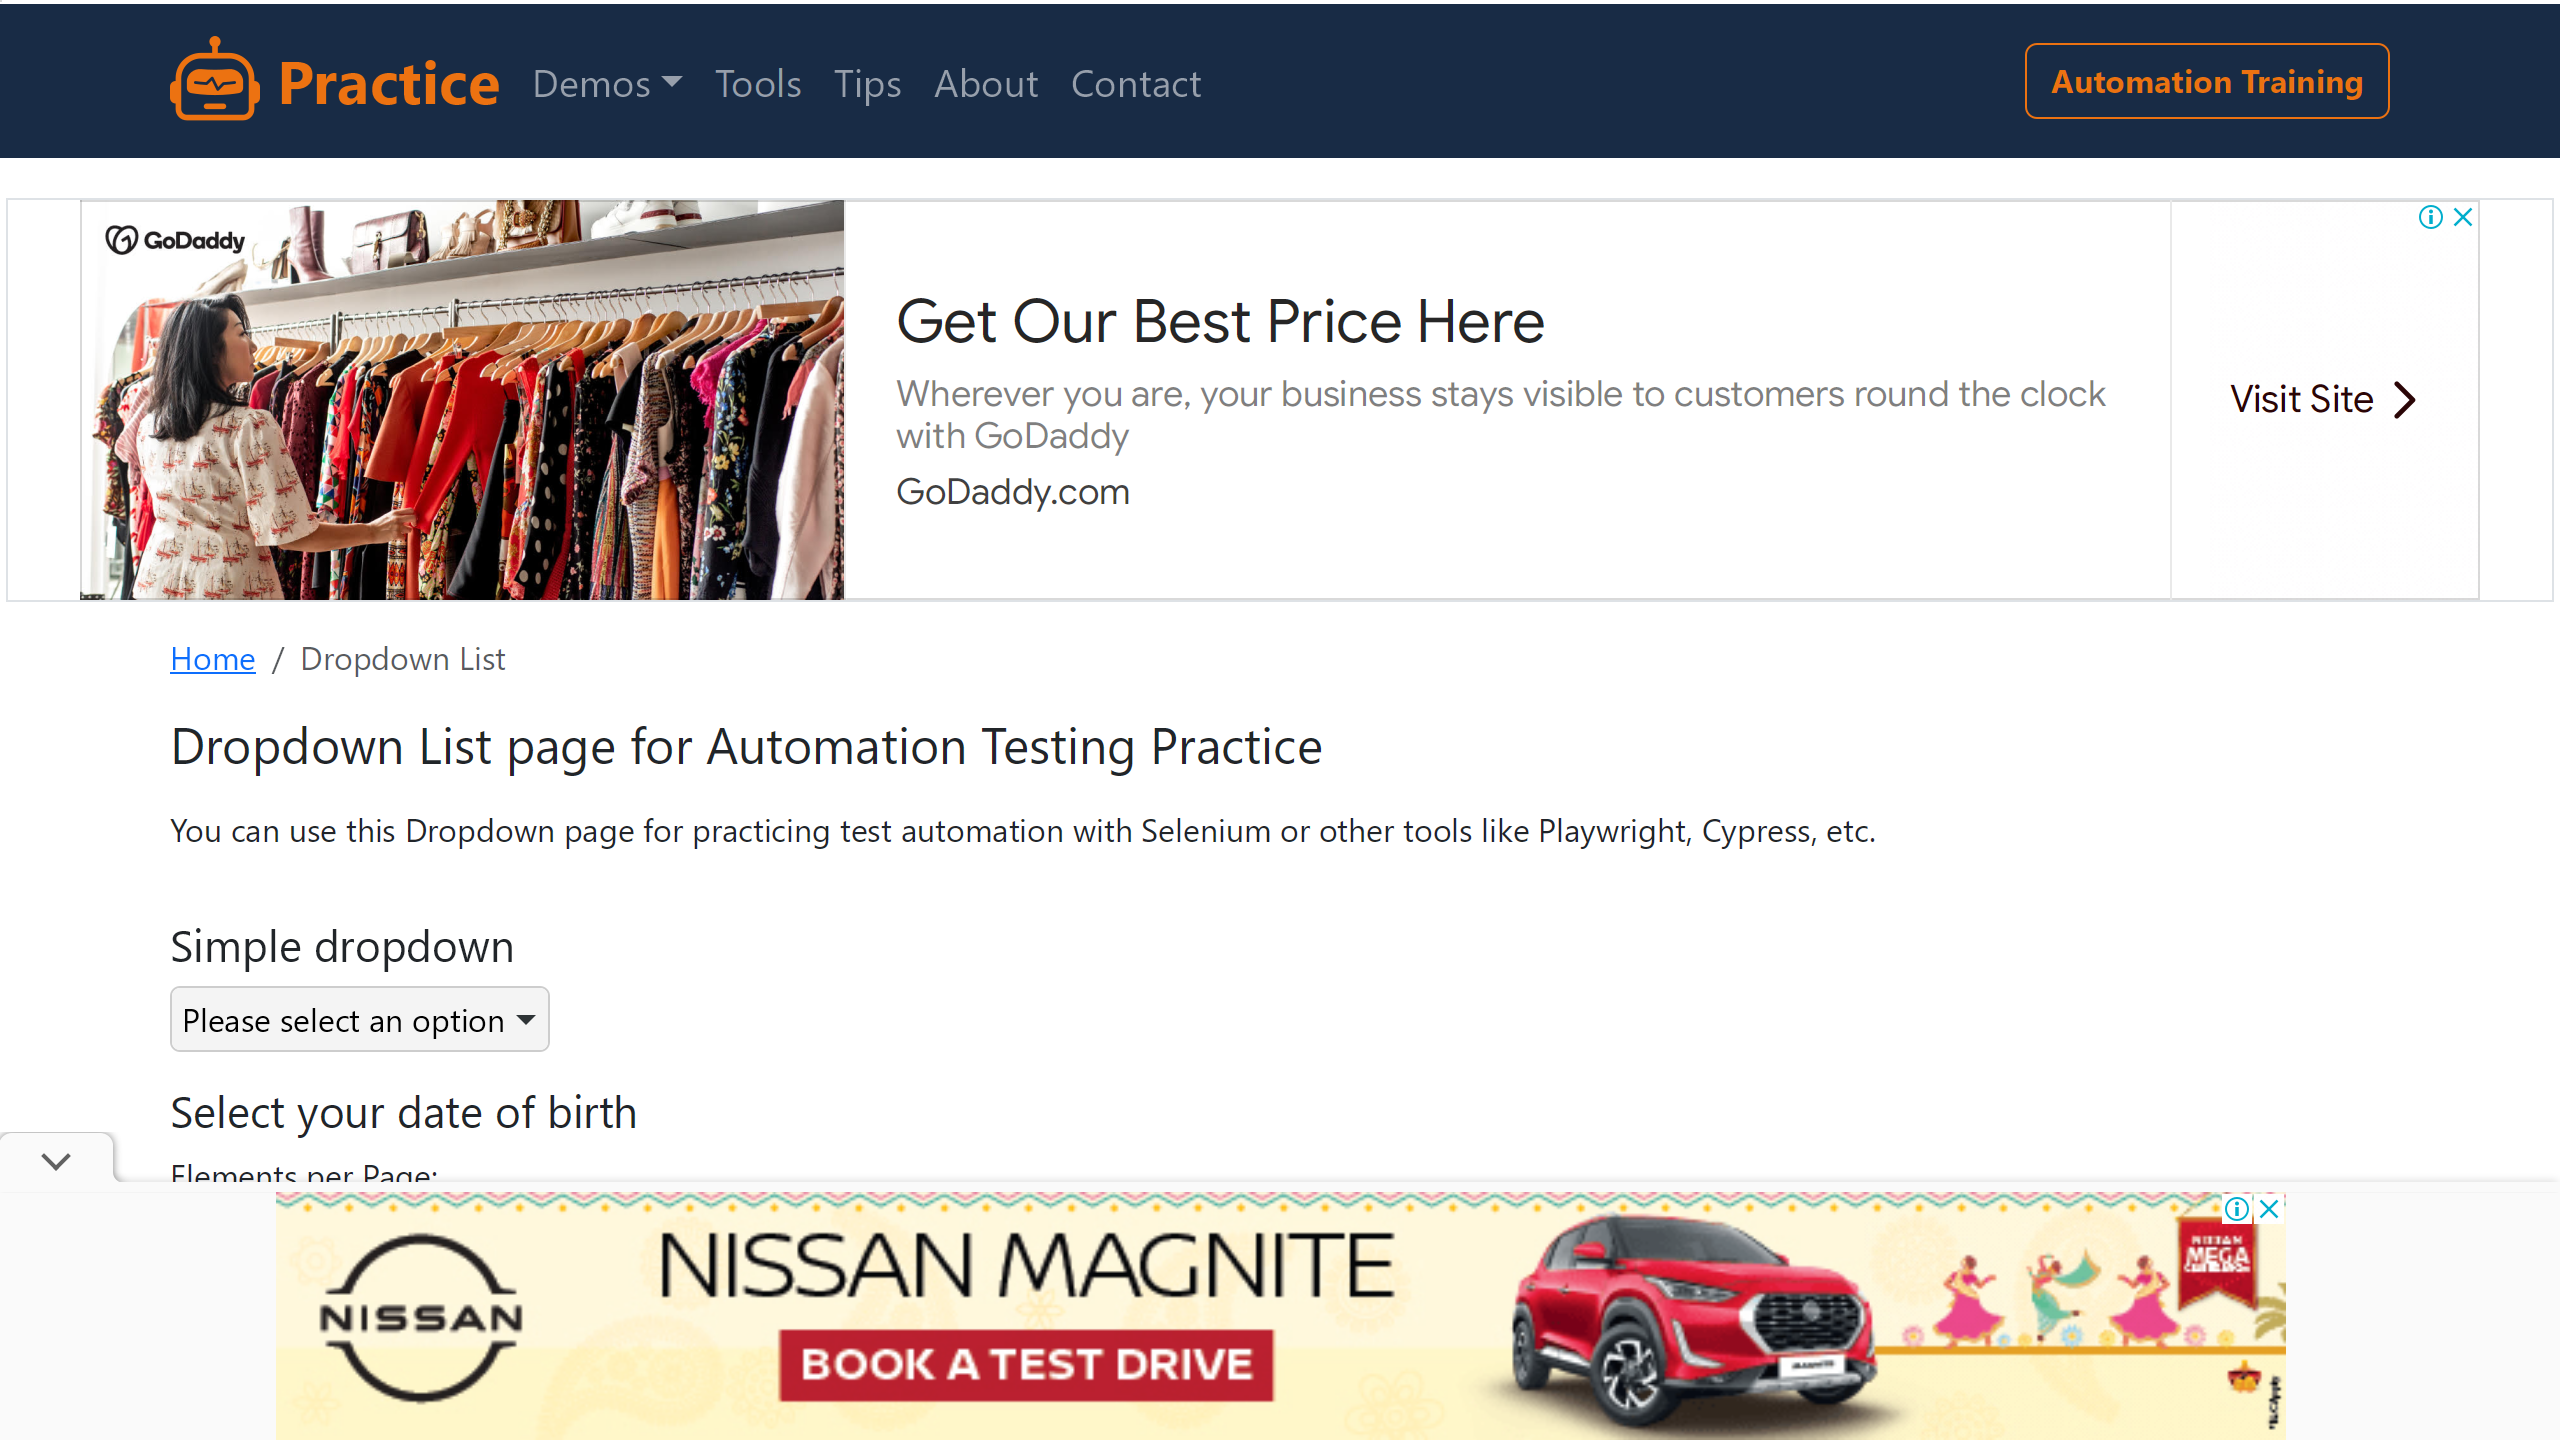 Practice
Demos
Tools
Tips
About
Contact
Automation Training
GoDaddy
Get Our Best Price Here
Wherever you are, your business stays visible to customers round the clock
with GoDaddy
GoDaddy.com
Visit Site
Home / Dropdown List
Dropdown List page for Automation Testing Practice
You can use this Dropdown page for practicing test automation with Selenium or other tools like Playwright, Cypress, etc.
Simple dropdown
Please select an option
Select your date of birth
Elements per Page:
NISSAN
NISSAN MAGNITE
BOOK A TEST DRIVE
NISSAN
MEGA